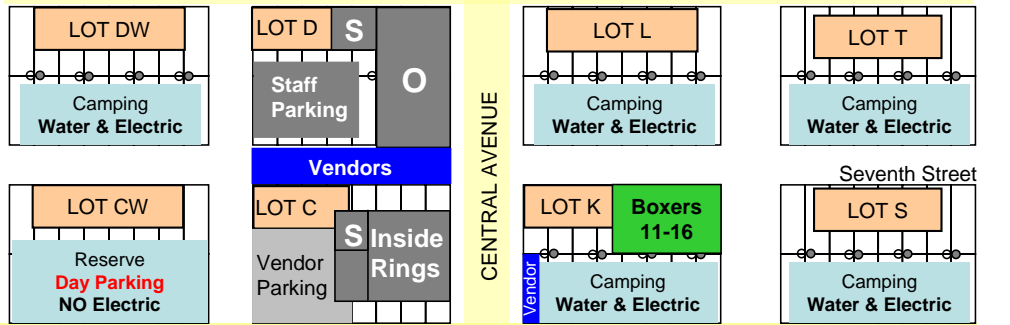 LOT DW
Camping
Water & Electric
LOT D
S
O
Staff
Parking
Vendors
CENTRAL AVENUE
LOT L
Camping
Water & Electric
LOT T
Camping
Water & Electric
Seventh Street
LOT CW
Reserve
Day Parking
NO Electric
LOT C
S
Inside
Rings
Vendor
Parking
LOT K
Boxers
11-16
Vendor
Camping
Water & Electric
LOT S
Camping
Water & Electric